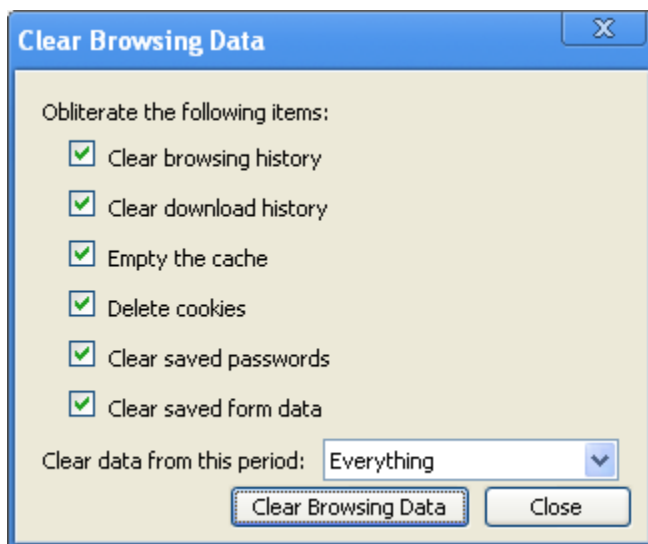 Clear Browsing Data
Obliterate the following items:
Clear browsing history
Clear download history
Empty the cache
Delete cookies
Clear saved passwords
Clear saved form data
Clear data from this period: Everything
Clear Browsing Data Close